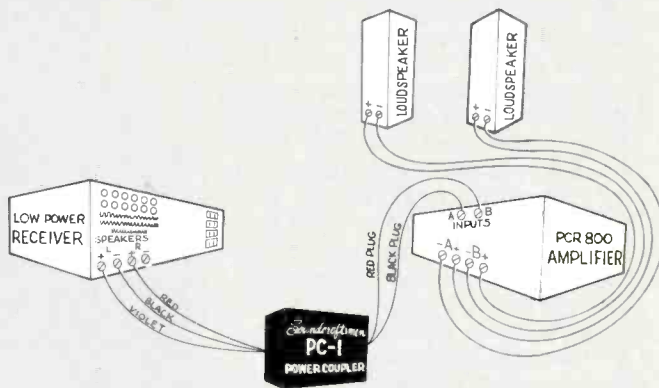 LOUDSPEAKER
+ -
LOUDSPEAKER
+ -
LOW POWER
RECEIVER
SPEAKERS
L R
+ - + -
RED
BLACK
VIOLET
Soundcraftsmen
PC-1
POWER COUPLER
RED PLUG
BLACK PLUG
A B
INPUTS
-A+ -B+
PCR 800
AMPLIFIER